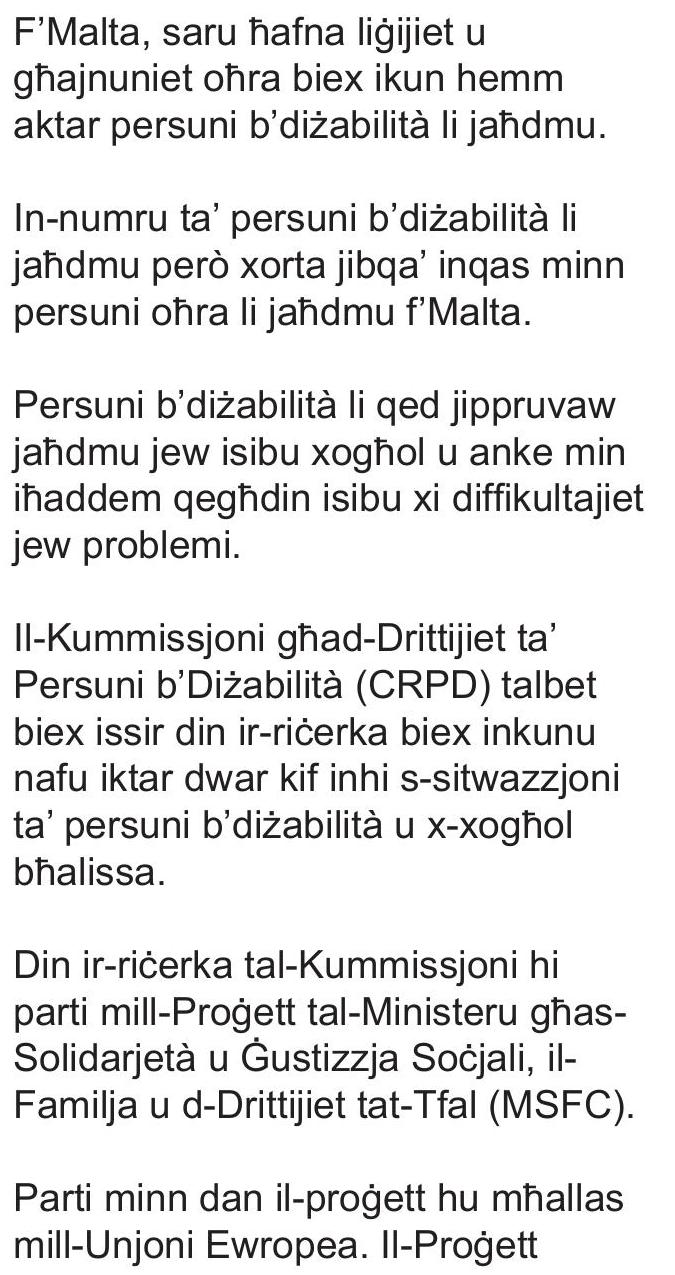 F’Malta, saru ħafna liġijiet u
għajnuniet oħra biex ikun hemm
aktar persuni b’diżabilità li jaħdmu.
In-numru ta’ persuni b’diżabilità li
jaħdmu però xorta jibqa’ inqas minn
persuni oħra li jaħdmu f’Malta.
Persuni b’diżabilità li qed jippruvaw
jaħdmu jew isibu xogħol u anke min
iħaddem qegħdin isibu xi diffikultajiet
jew problemi.
Il-Kummissjoni għad-Drittijiet ta’
Persuni b’Diżabilità (CRPD) talbet
biex issir din ir-riċerka biex inkunu
nafu iktar dwar kif inhi s-sitwazzjoni
ta’ persuni b’diżabilità u x-xogħol
bħalissa.
Din ir-riċerka tal-Kummissjoni hi
parti mill-Proġett tal-Ministeru għas-
Solidarjetà u Ġustizzja Soċjali, il-
Familja u d-Drittijiet tat-Tfal (MSFC).
Parti minn dan il-proġett hu mħallas
mill-Unjoni Ewropea. Il-Proġett